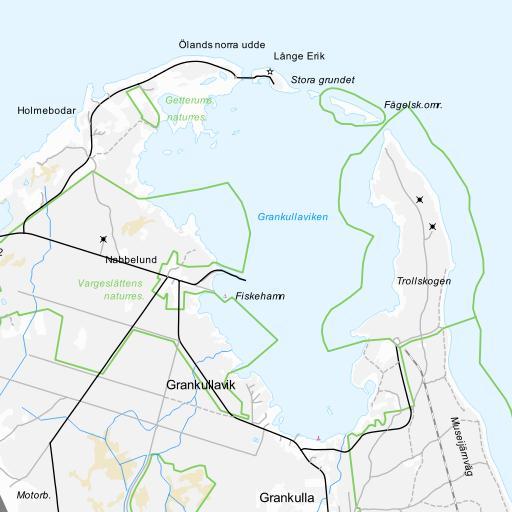 Ölands norra udde
Långe Erik
Stora grundet
Getterums
naturres.
Fågelsk.omr.
Holmebodar
Grankullaviken
Nabbelund
Vargeslättens
naturres.
Fiskehamn
Trollskogen
Grankullavik
Museijärnväg
Motorb.
Grankulla